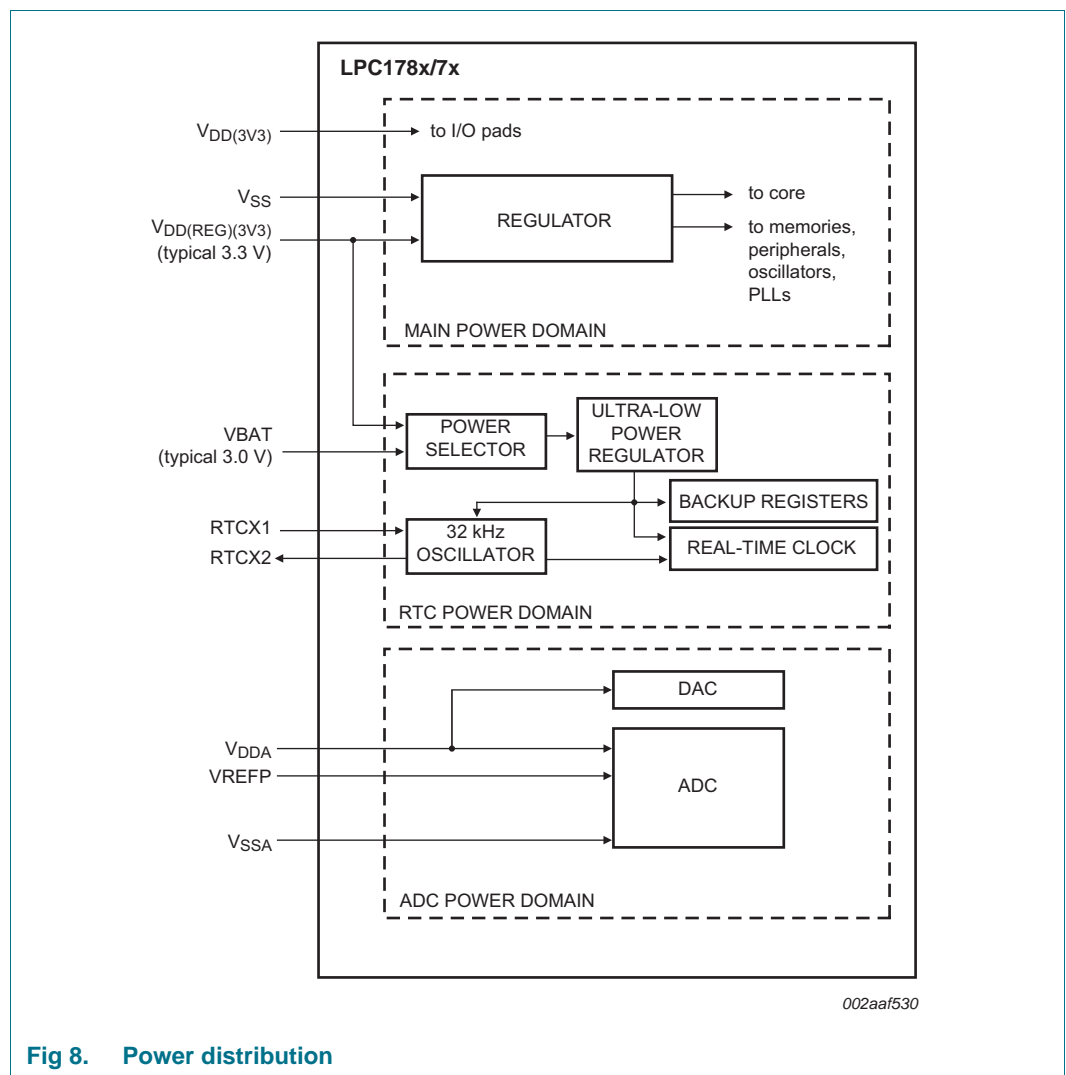 LPC178x/7x
VDD(3V3)
to I/O pads
VSS
VDD(REG)(3V3)
(typical 3.3 V)
REGULATOR
to core
to memories,
peripherals,
oscillators,
PLLs
MAIN POWER DOMAIN
VBAT
(typical 3.0 V)
POWER
SELECTOR
ULTRA-LOW
POWER
REGULATOR
BACKUP REGISTERS
RTCX1
RTCX2
32 kHz
OSCILLATOR
REAL-TIME CLOCK
RTC POWER DOMAIN
DAC
VDDA
VREFP
ADC
VSSA
ADC POWER DOMAIN
002aaf530
Fig 8. Power distribution